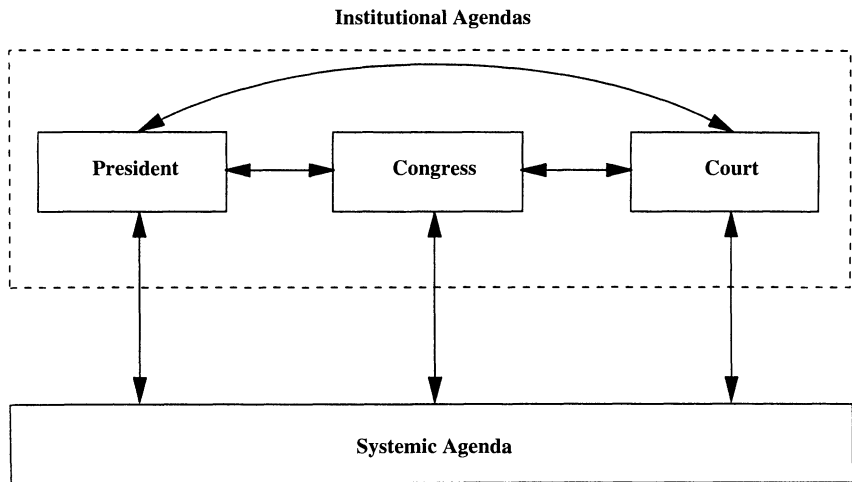 Institutional Agendas
President
Congress
Court
Systemic Agenda